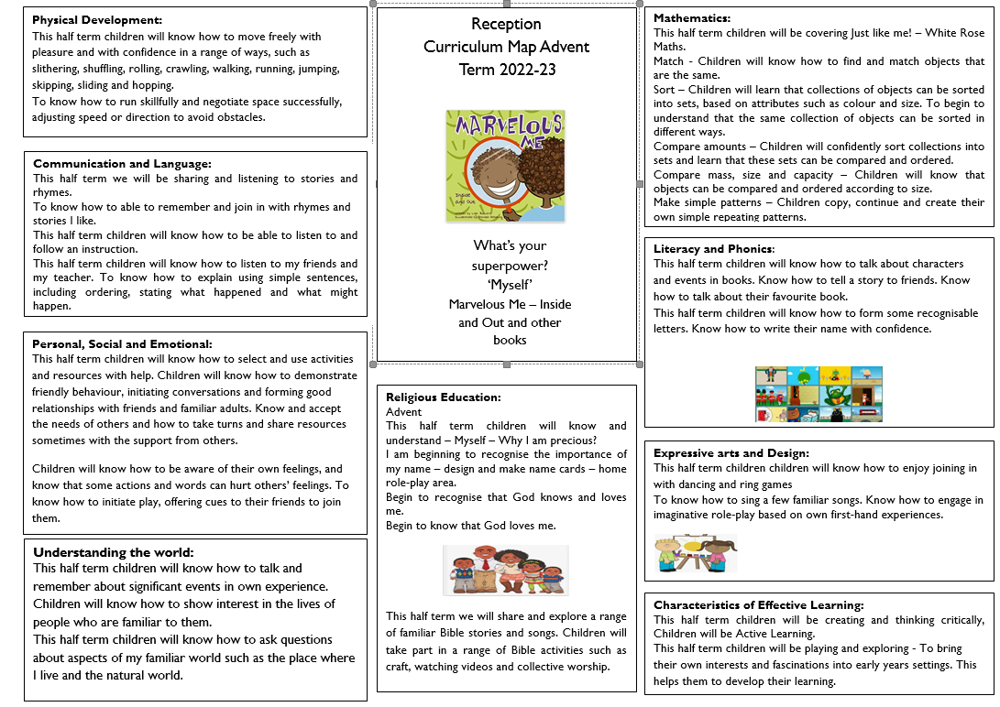 Physical Development:
This half term children will know how to move freely with
pleasure and with confidence in a range of ways, such as
slithering, shuffling, rolling, crawling, walking, running, jumping,
skipping, sliding and hopping.
To know how to run skillfully and negotiate space successfully,
adjusting speed or direction to avoid obstacles.
Communication and Language:
This half term we will be sharing and listening to stories and
rhymes.
To know how to able to remember and join in with rhymes and
stories I like.
This half term children will know how to be able to listen to and
follow an instruction.
This half term children will know how to listen to my friends and
my teacher. To know how to explain using simple sentences,
including ordering, stating what happened and what might
happen.
Personal, Social and Emotional:
This half term children will know how to select and use activities
and resources with help. Children will know how to demonstrate
friendly behaviour, initiating conversations and forming good
relationships with friends and familiar adults. Know and accept
the needs of others and how to take turns and share resources
sometimes with the support from others.
Children will know how to be aware of their own feelings, and
know that some actions and words can hurt others' feelings. To
know how to initiate play, offering cues to their friends to join
them.
Understanding the world:
This half term children will know how to talk and
remember about significant events in own experience.
Children will know how to show interest in the lives of
people who are familiar to them.
This half term children will know how to ask questions
about aspects of my familiar world such as the place where
I live and the natural world.
Reception
Curriculum Map Advent
Term 2022-23
MARVELOUS
ME
Inside
and Out
What's your
superpower?
'Myself'
Marvelous Me – Inside
and Out and other
books
Religious Education:
Advent
This half term children will know and
understand – Myself – Why I am precious?
I am beginning to recognise the importance of
my name – design and make name cards – home
role-play area.
Begin to recognise that God knows and loves
me.
Begin to know that God loves me.
This half term we will share and explore a range
of familiar Bible stories and songs. Children will
take part in a range of Bible activities such as
craft, watching videos and collective worship.
Mathematics:
This half term children will be covering Just like me! – White Rose
Maths.
Match - Children will know how to find and match objects that
are the same.
Sort – Children will learn that collections of objects can be sorted
into sets, based on attributes such as colour and size. To begin to
understand that the same collection of objects can be sorted in
different ways.
Compare amounts – Children will confidently sort collections into
sets and learn that these sets can be compared and ordered.
Compare mass, size and capacity – Children will know that
objects can be compared and ordered according to size.
Make simple patterns – Children copy, continue and create their
own simple repeating patterns.
Literacy and Phonics:
This half term children will know how to talk about characters
and events in books. Know how to tell a story to friends. Know
how to talk about their favourite book.
This half term children will know how to form some recognisable
letters. Know how to write their name with confidence.
Expressive arts and Design:
This half term children children will know how to enjoy joining in
with dancing and ring games
To know how to sing a few familiar songs. Know how to engage in
imaginative role-play based on own first-hand experiences.
Characteristics of Effective Learning:
This half term children will be creating and thinking critically,
Children will be Active Learning.
This half term children will be playing and exploring - To bring
their own interests and fascinations into early years settings. This
helps them to develop their learning.